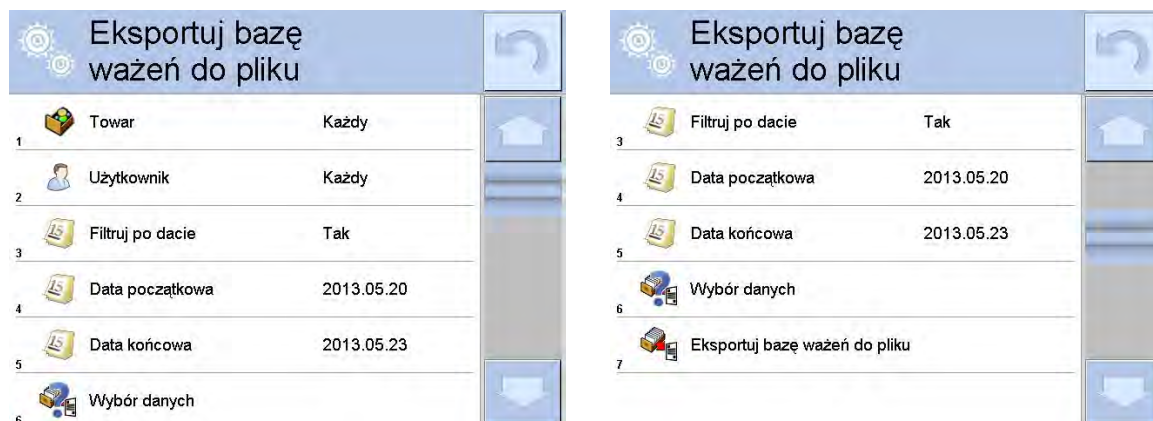 Eksportuj bazę
ważeń do pliku
1 Towar Każdy
2 Użytkownik Każdy
3 Filtruj po dacie Tak
4 Data początkowa 2013.05.20
5 Data końcowa 2013.05.23
6 Wybór danych
Eksportuj bazę
ważeń do pliku
3 Filtruj po dacie Tak
4 Data początkowa 2013.05.20
5 Data końcowa 2013.05.23
6 Wybór danych
7 Eksportuj bazę ważeń do pliku